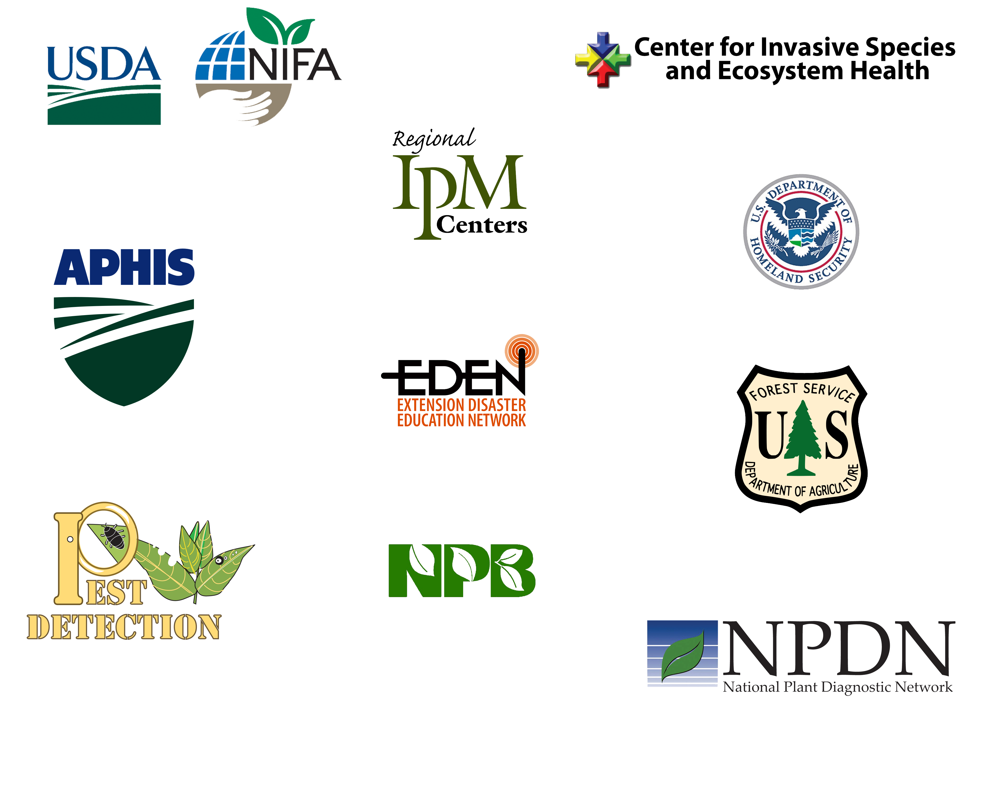 USDA
NIFA
Center for Invasive Species
and Ecosystem Health
Regional
IPM
Centers
U.S. DEPARTMENT OF
HOMELAND SECURITY
APHIS
EDEN
EXTENSION DISASTER
EDUCATION NETWORK
FOREST SERVICE
U S
DEPARTMENT OF AGRICULTURE
PEST
DETECTION
NPB
NPDN
National Plant Diagnostic Network